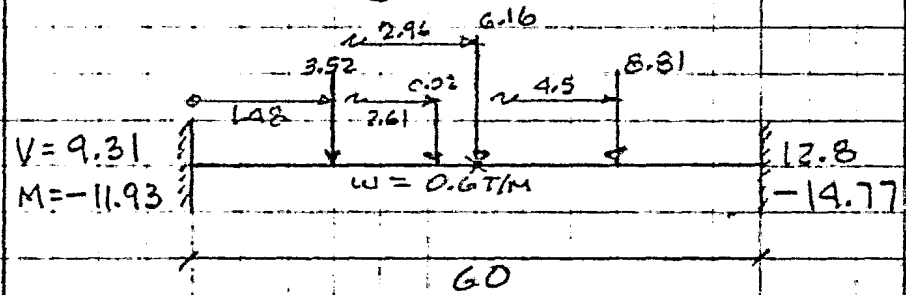 2.96 6.16
3.52 0.02 4.5 8.81
1.48 2.61
V = 9.31 12.8
M = -11.93 w = 0.6 T/M -14.77
60